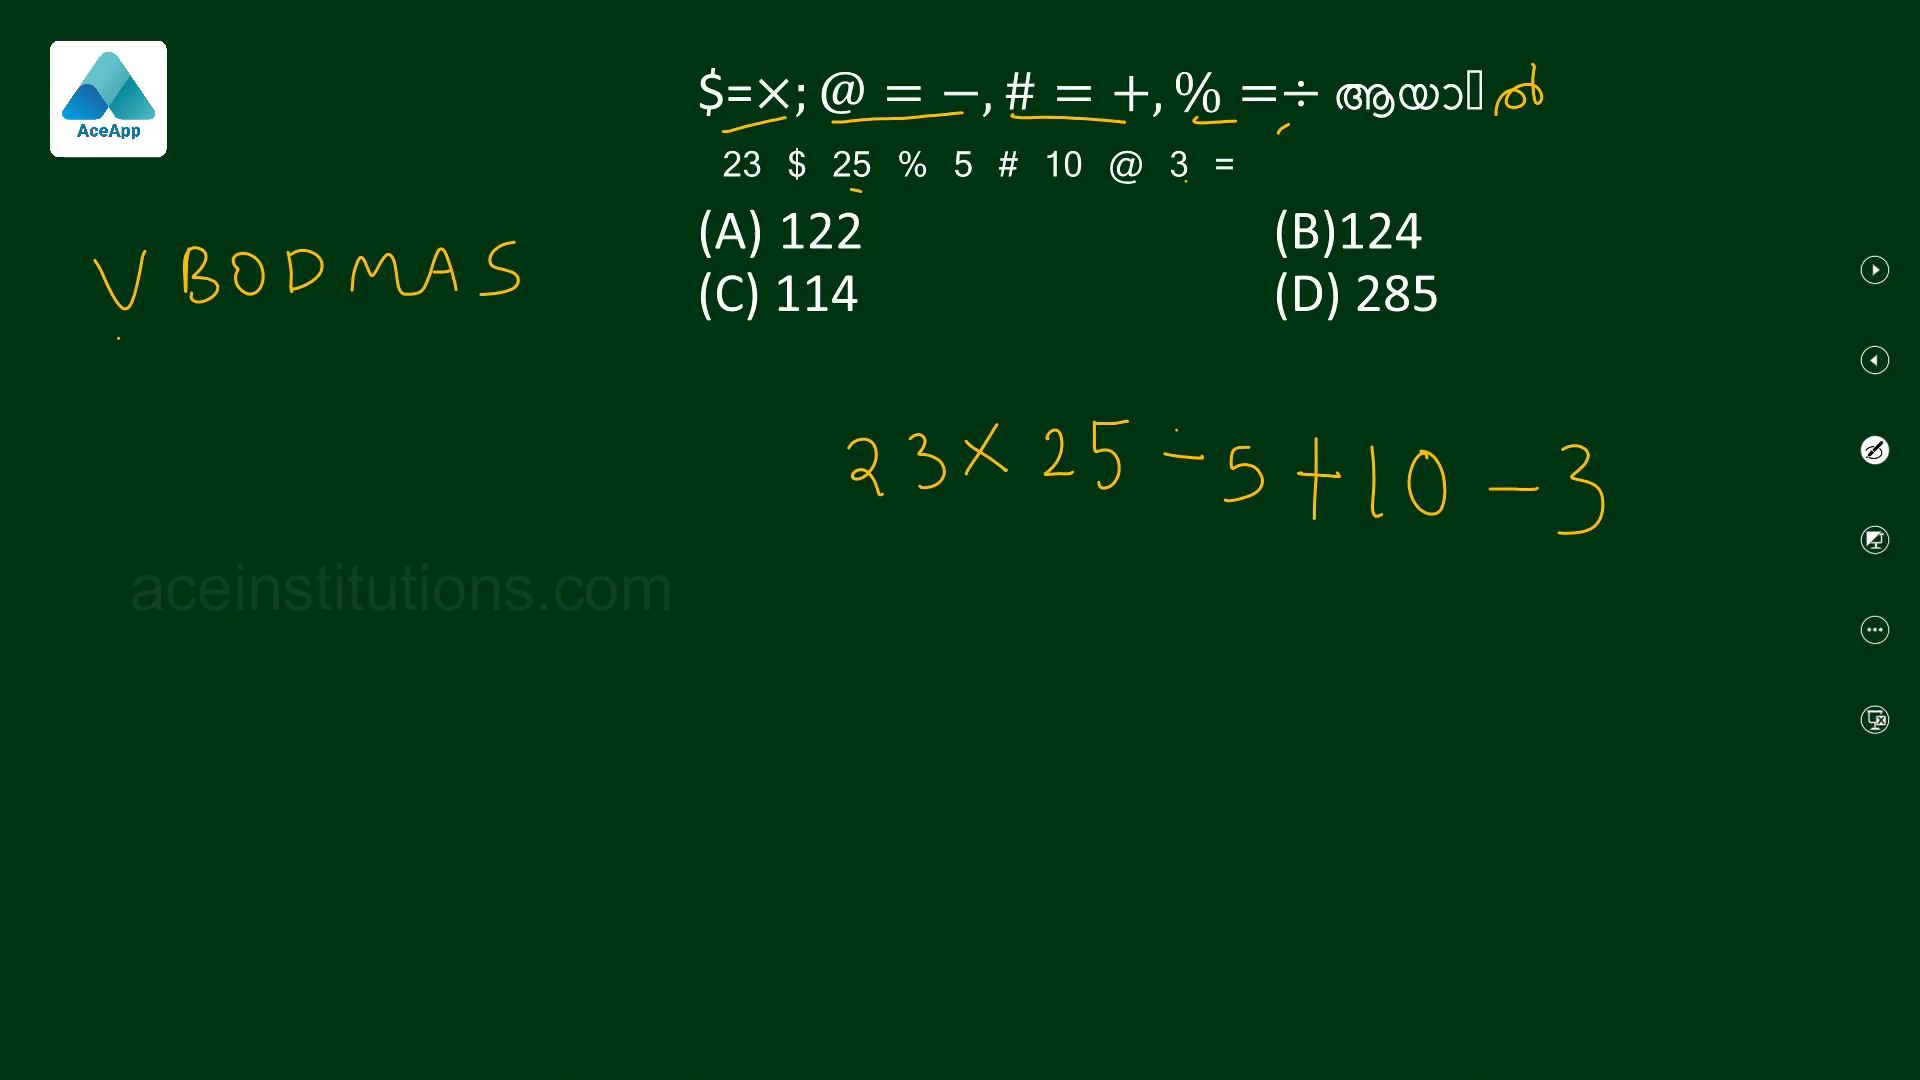 AceApp
$=×; @ = −, # = +, % =÷ ആയാൽ
23 $ 25 % 5 # 10 @ 3 =
(A) 122 (B)124
(C) 114 (D) 285
V BODMAS
23 × 25 ÷ 5 + 10 − 3
aceinstitutions.com